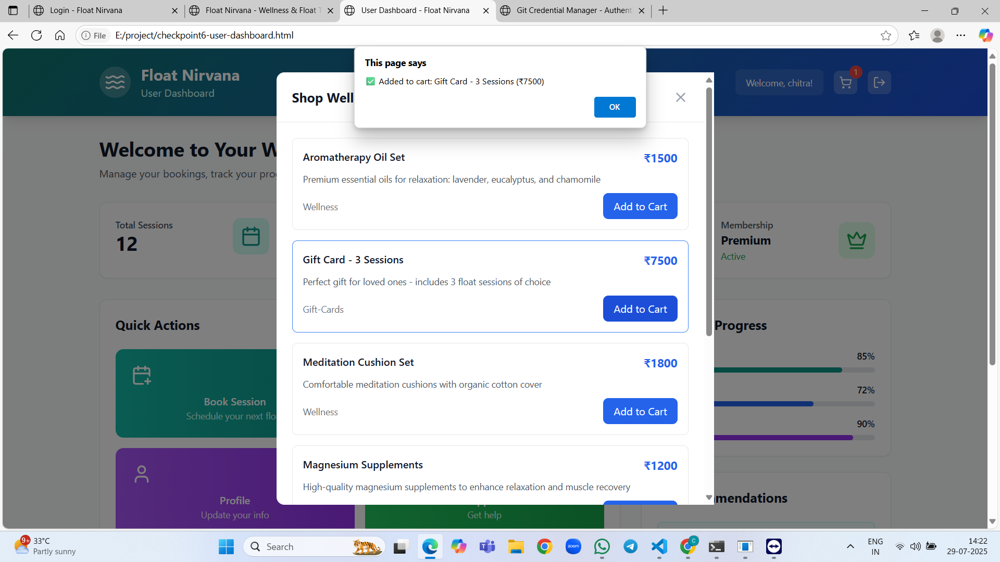 Login - Float Nirvana
Float Nirvana - Wellness & Float T
User Dashboard - Float Nirvana
Git Credential Manager - Authent
File
E:/project/checkpoint6-user-dashboard.html
This page says
✅ Added to cart: Gift Card - 3 Sessions (₹7500)
OK
Float Nirvana
User Dashboard
Welcome, chitra!
1
Shop Well
Welcome to Your W
Manage your bookings, track your prog
Total Sessions
12
Membership
Premium
Active
Aromatherapy Oil Set
₹1500
Premium essential oils for relaxation: lavender, eucalyptus, and chamomile
Wellness
Add to Cart
Gift Card - 3 Sessions
₹7500
Perfect gift for loved ones - includes 3 float sessions of choice
Gift-Cards
Add to Cart
Meditation Cushion Set
₹1800
Comfortable meditation cushions with organic cotton cover
Wellness
Add to Cart
Magnesium Supplements
₹1200
High-quality magnesium supplements to enhance relaxation and muscle recovery
Quick Actions
Book Session
Schedule your next flo
Profile
Update your info
Get help
Progress
85%
72%
90%
mendations
9+
33°C
Partly sunny
Search
zoom
C
ENG
IN
14:22
29-07-2025